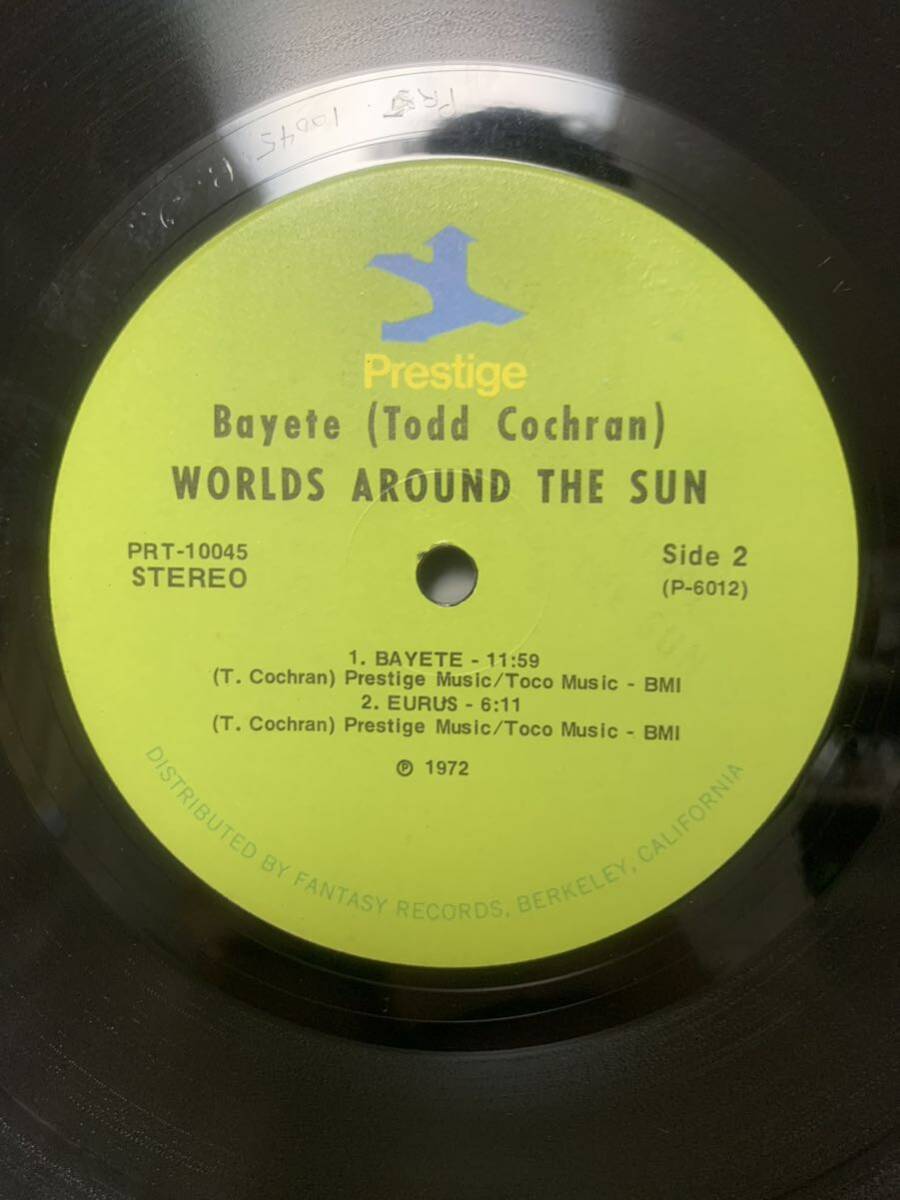 PRST 10045
Prestige
Bayete (Todd Cochran)
WORLDS AROUND THE SUN
PRT-10045
STEREO
Side 2
(P-6012)
1. BAYETE - 11:59
(T. Cochran) Prestige Music/Toco Music - BMI
2. EURUS - 6:11
(T. Cochran) Prestige Music/Toco Music - BMI
℗ 1972
DISTRIBUTED BY FANTASY RECORDS, BERKELEY, CALIFORNIA